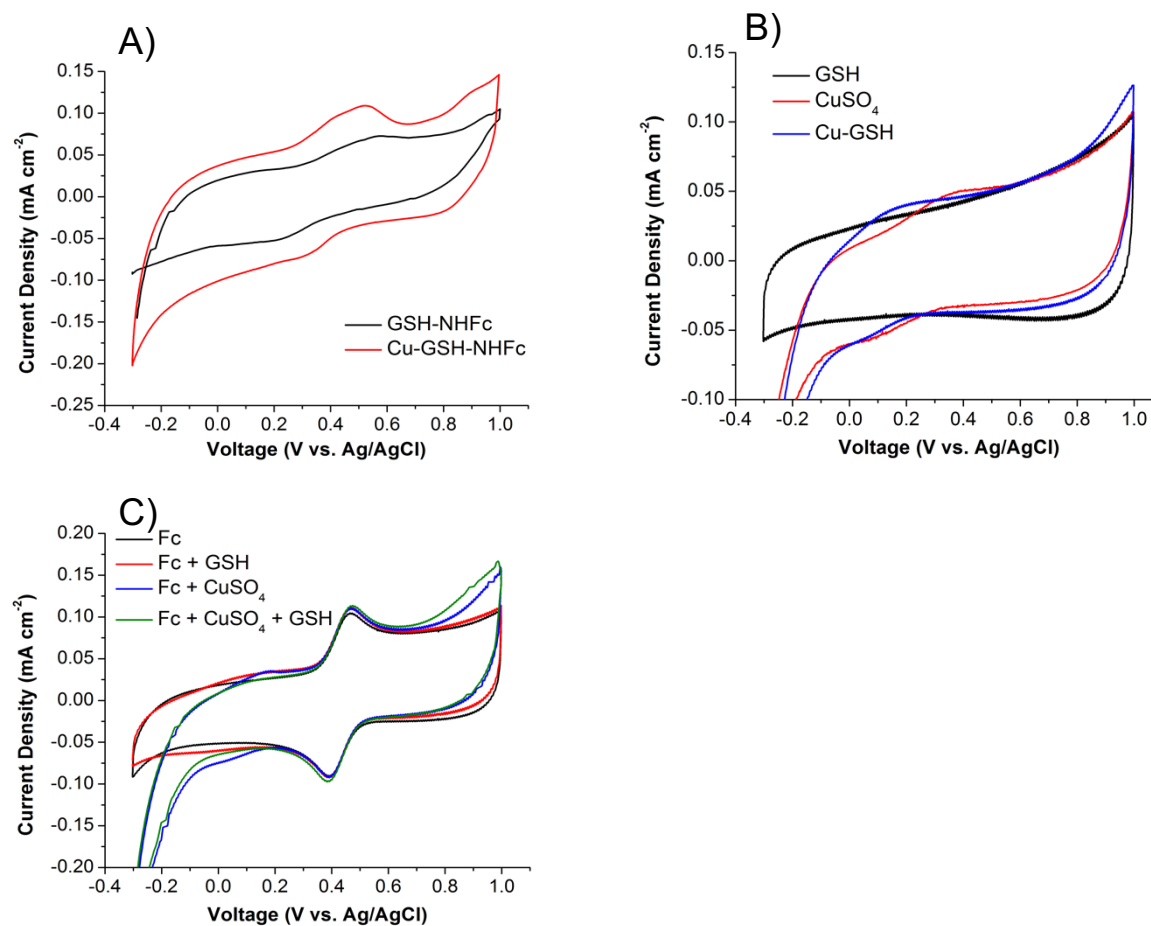 A)
0.15
0.10
0.05
0.00
-0.05
-0.10
-0.15
-0.20
-0.25
-0.4 -0.2 0.0 0.2 0.4 0.6 0.8 1.0
Current Density (mA cm-2)
Voltage (V vs. Ag/AgCl)
GSH-NHFc
Cu-GSH-NHFc
B)
0.15
0.10
0.05
0.00
-0.05
-0.10
-0.4 -0.2 0.0 0.2 0.4 0.6 0.8 1.0
Current Density (mA cm-2)
Voltage (V vs. Ag/AgCl)
GSH
CuSO4
Cu-GSH
C)
0.20
0.15
0.10
0.05
0.00
-0.05
-0.10
-0.15
-0.20
-0.4 -0.2 0.0 0.2 0.4 0.6 0.8 1.0
Current Density (mA cm-2)
Voltage (V vs. Ag/AgCl)
Fc
Fc + GSH
Fc + CuSO4
Fc + CuSO4 + GSH